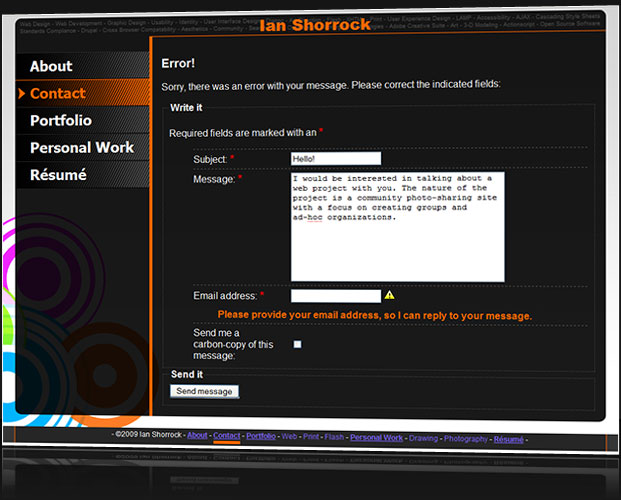 Web Design - Web Development - Graphic Design - Usability - Identity - User Interface Design - Print - User Experience Design - LAMP - Accessibility - AJAX - Cascading Style Sheets
Standards Compliance - Drupal - Cross Browser Compatability - Aesthetics - Community - Adobe Creative Suite - Art - 3-D Modeling - Actionscript - Open Source Software
Ian Shorrock
About
Contact
Portfolio
Personal Work
Résumé
Error!
Sorry, there was an error with your message. Please correct the indicated fields:
Write it
Required fields are marked with an *
Subject: * Hello!
Message: * I would be interested in talking about a
web project with you. The nature of the
project is a community photo-sharing site
with a focus on creating groups and
ad-hoc organizations.
Email address: *
Please provide your email address, so I can reply to your message.
Send me a
carbon-copy of this
message:
Send it
Send message
- ©2009 Ian Shorrock - About - Contact - Portfolio - Web - Print - Flash - Personal Work - Drawing - Photography - Résumé -